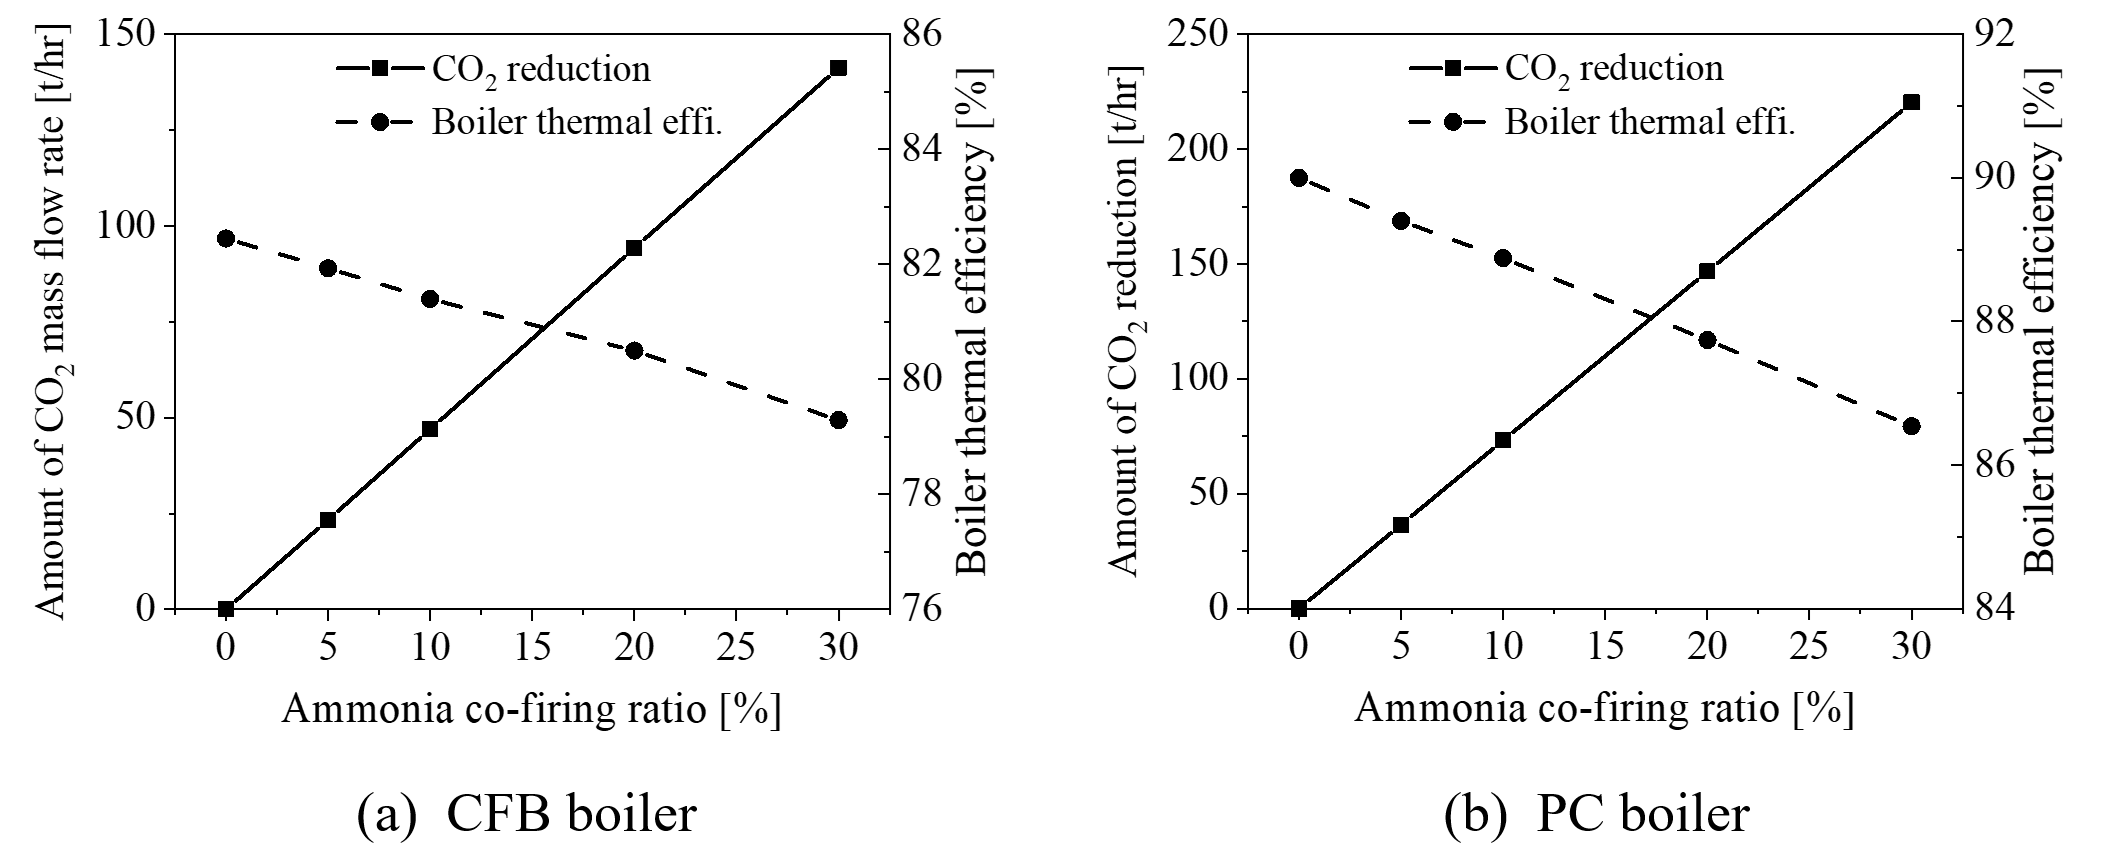 Amount of CO2 mass flow rate [t/hr]
150
100
50
0
CO2 reduction
Boiler thermal effi.
86
84
82
80
78
76
Boiler thermal efficiency [%]
0 5 10 15 20 25 30
Ammonia co-firing ratio [%]
(a) CFB boiler
Amount of CO2 reduction [t/hr]
250
200
150
100
50
0
CO2 reduction
Boiler thermal effi.
92
90
88
86
84
Boiler thermal efficiency [%]
0 5 10 15 20 25 30
Ammonia co-firing ratio [%]
(b) PC boiler